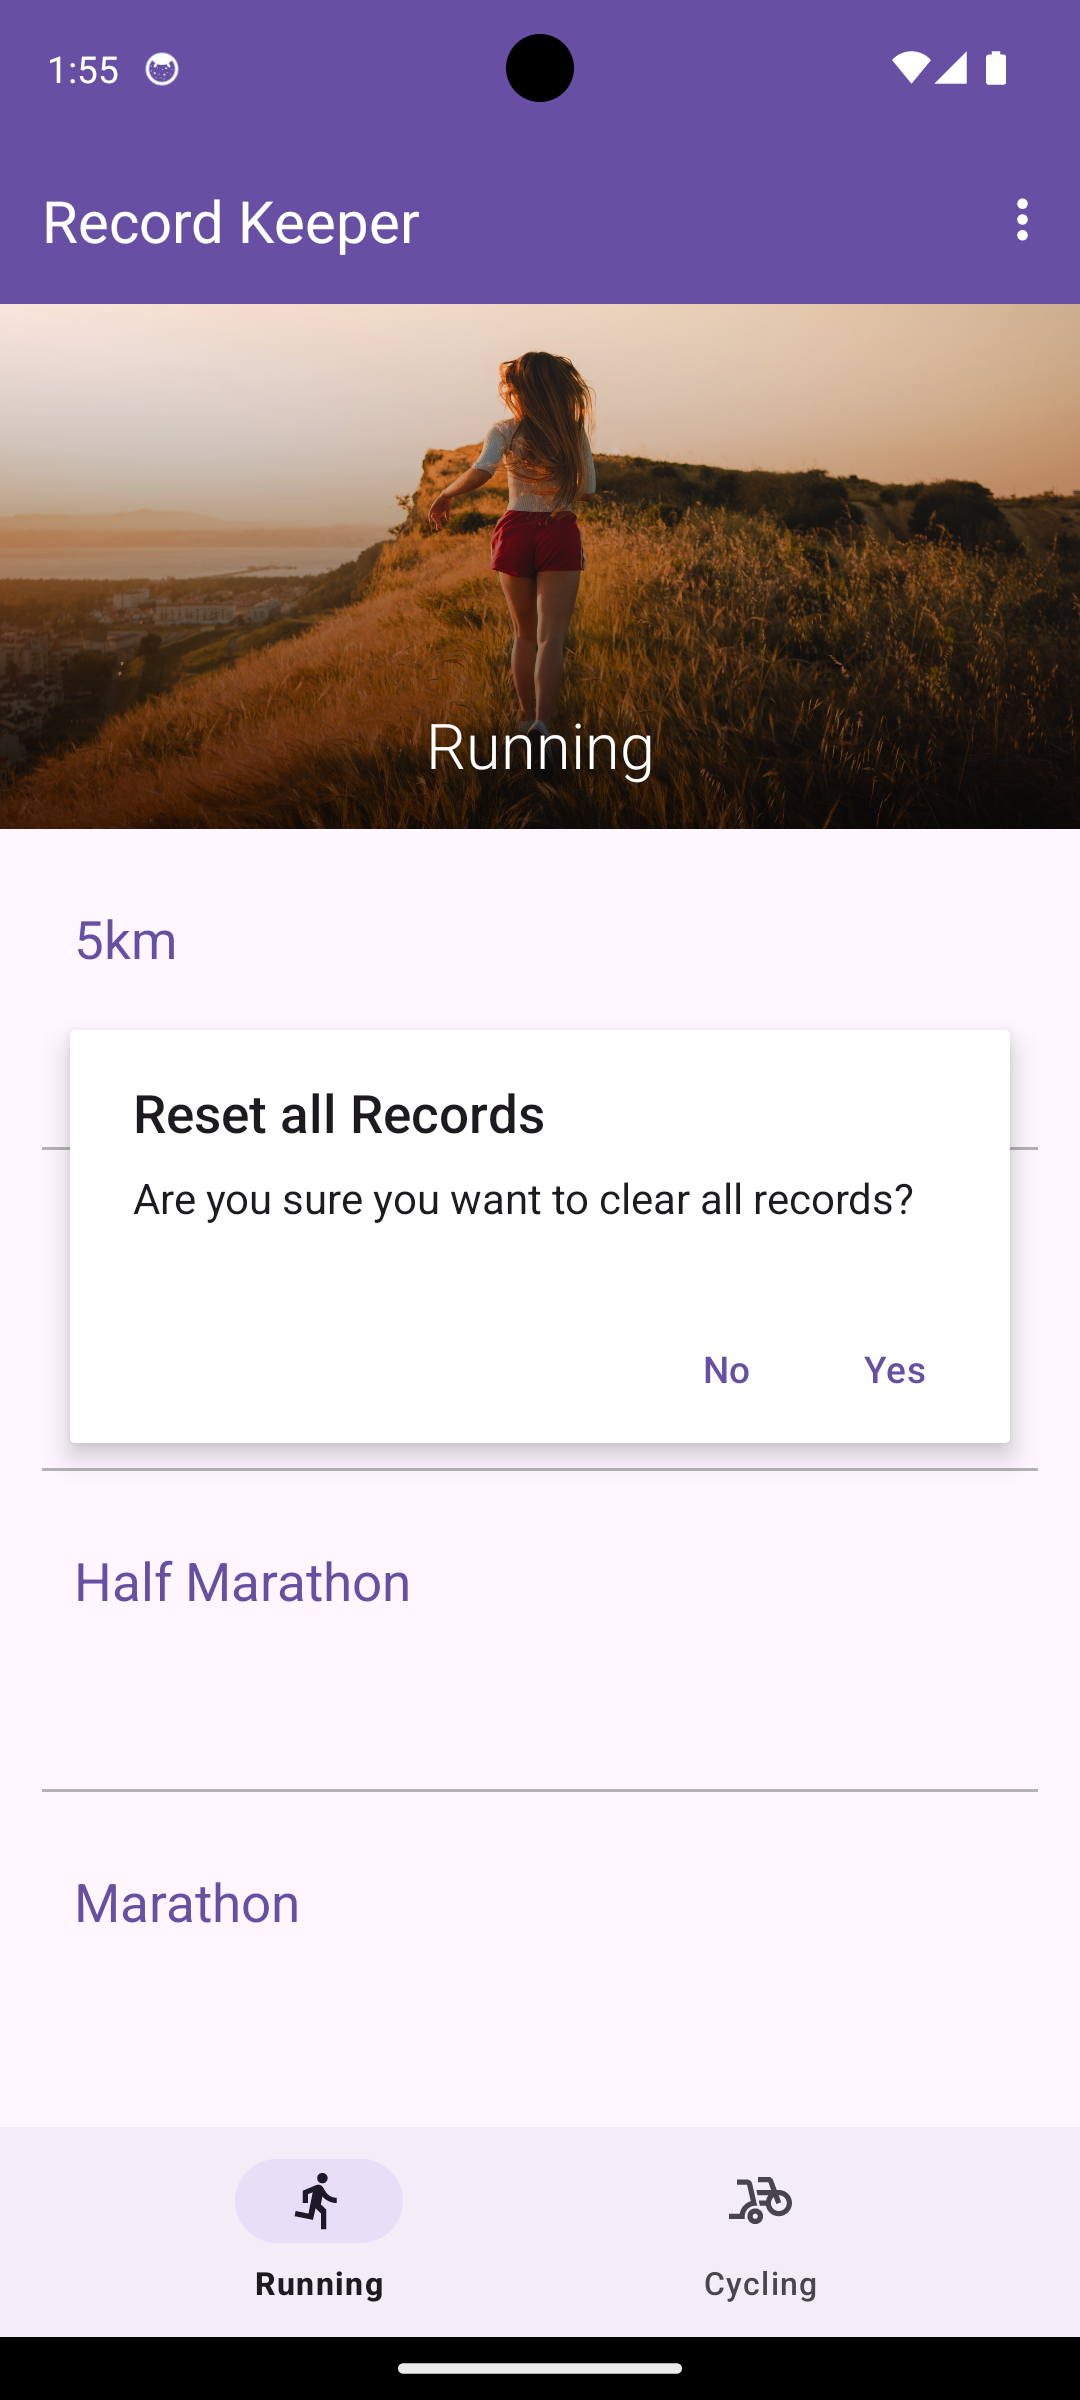 1:55
Record Keeper
Running
5km
Reset all Records
Are you sure you want to clear all records?
No Yes
Half Marathon
Marathon
Running Cycling